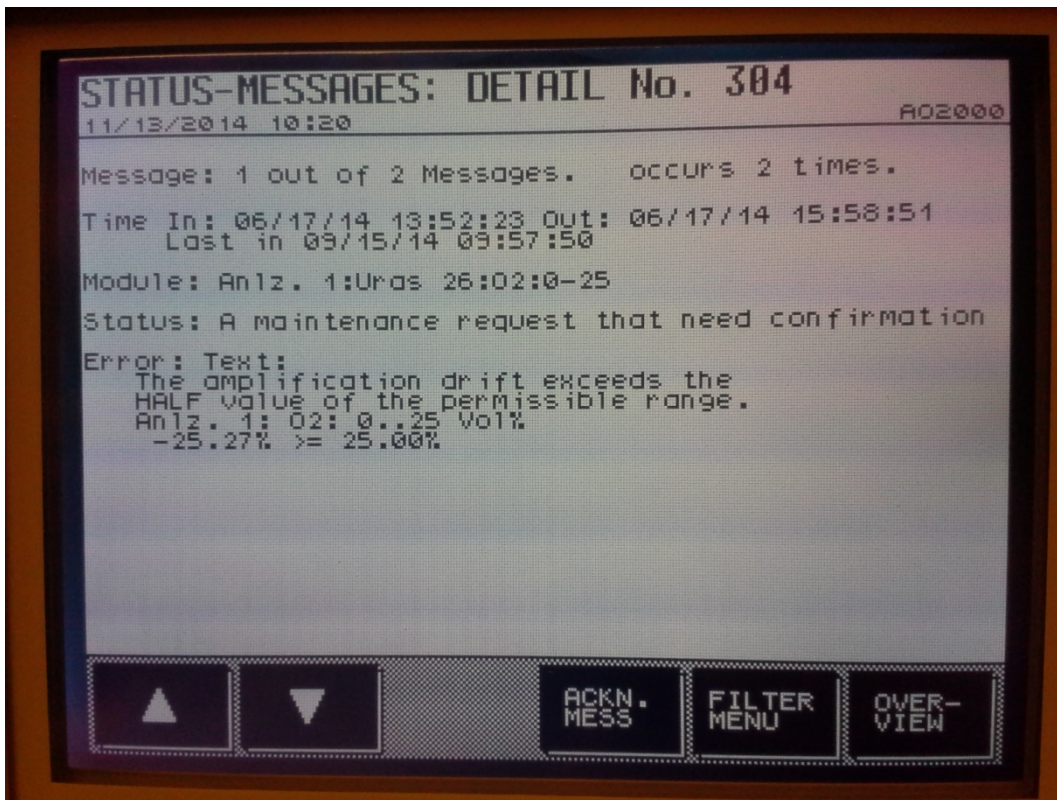 STATUS-MESSAGES: DETAIL No. 304
11/13/2014 10:20 AO2000
Message: 1 out of 2 Messages. occurs 2 times.
Time In: 06/17/14 13:52:23 Out: 06/17/14 15:58:51
Last in 09/15/14 09:57:50
Module: Anlz. 1:Uras 26:O2:0-25
Status: A maintenance request that need confirmation
Error: Text:
The amplification drift exceeds the
HALF value of the permissible range.
Anlz. 1: O2: 0..25 Vol%
-25.27% >= 25.00%
ACKN. MESS
FILTER MENU
OVER-VIEW